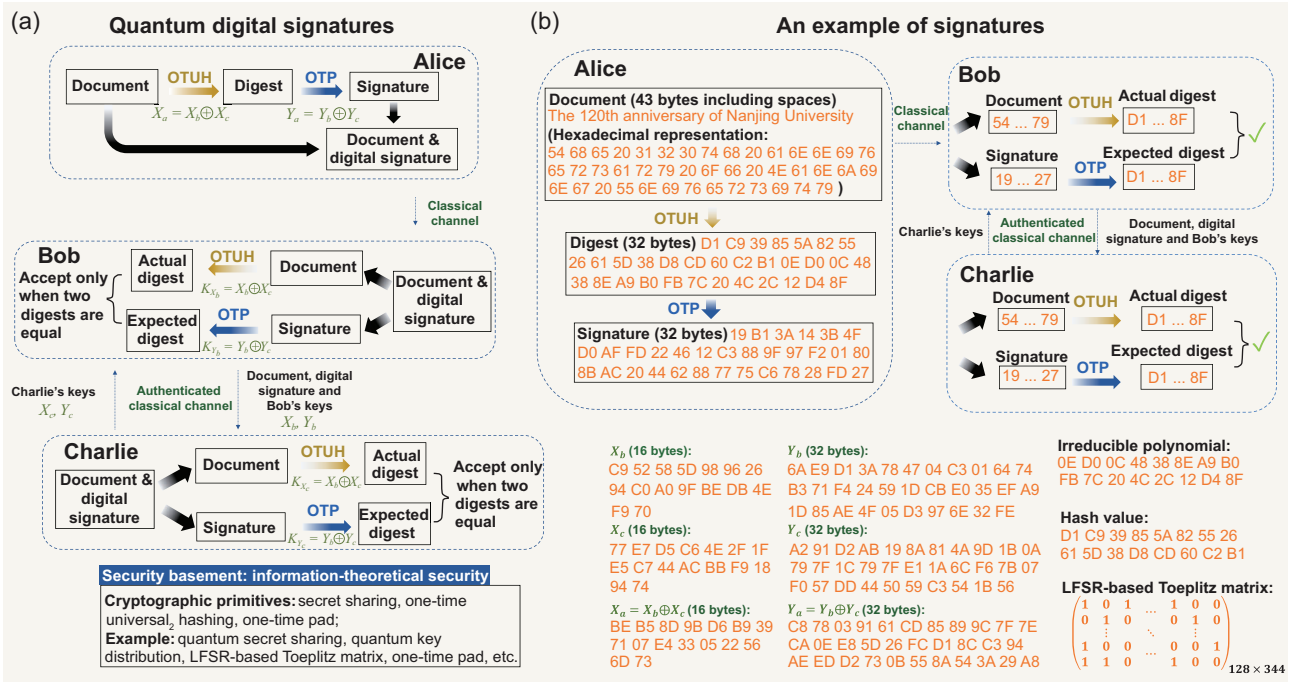 (a)
Quantum digital signatures
Alice
Document
OTUH
Digest
OTP
Signature
X_a = X_b⊕X_c
Y_a = Y_b⊕Y_c
Document &
digital signature
Classical
channel
Bob
Accept only
when two
digests are
equal
Actual
digest
OTUH
Document
K_{X_b} = X_b⊕X_c
Expected
digest
OTP
Signature
K_{Y_b} = Y_b⊕Y_c
Document &
digital
signature
Charlie's keys
X_c, Y_c
Authenticated
classical channel
Document, digital
signature and
Bob's keys
X_b, Y_b
Charlie
Document &
digital
signature
Document
OTUH
Actual
digest
K_{X_c} = X_b⊕X_c
Signature
OTP
Expected
digest
K_{Y_c} = Y_b⊕Y_c
Accept only
when two
digests are
equal
Security basement: information-theoretical security
Cryptographic primitives: secret sharing, one-time
universal₂ hashing, one-time pad;
Example: quantum secret sharing, quantum key
distribution, LFSR-based Toeplitz matrix, one-time pad, etc.
(b)
An example of signatures
Alice
Document (43 bytes including spaces)
The 120th anniversary of Nanjing University
(Hexadecimal representation:
54 68 65 20 31 32 30 74 68 20 61 6E 6E 69 76
65 72 73 61 72 79 20 6F 66 20 4E 61 6E 6A 69
6E 67 20 55 6E 69 76 65 72 73 69 74 79 )
OTUH
Digest (32 bytes) D1 C9 39 85 5A 82 55
26 61 5D 38 D8 CD 60 C2 B1 0E D0 0C 48
38 8E A9 B0 FB 7C 20 4C 2C 12 D4 8F
OTP
Signature (32 bytes) 19 B1 3A 14 3B 4F
D0 AF FD 22 46 12 C3 88 9F 97 F2 01 80
8B AC 20 44 62 88 77 75 C6 78 28 FD 27
Classical
channel
Bob
Document
OTUH
Actual digest
54 ... 79
D1 ... 8F
Signature
OTP
Expected digest
19 ... 27
D1 ... 8F
Charlie's keys
Authenticated
classical channel
Document, digital
signature and Bob's keys
Charlie
Document
OTUH
Actual digest
54 ... 79
D1 ... 8F
Signature
OTP
Expected digest
19 ... 27
D1 ... 8F
X_b (16 bytes):
C9 52 58 5D 98 96 26
94 C0 A0 9F BE DB 4E
F9 70
Y_b (32 bytes):
6A E9 D1 3A 78 47 04 C3 01 64 74
B3 71 F4 24 59 1D CB E0 35 EF A9
1D 85 AE 4F 05 D3 97 6E 32 FE
X_c (16 bytes):
77 E7 D5 C6 4E 2F 1F
E5 C7 44 AC BB F9 18
94 74
Y_c (32 bytes):
A2 91 D2 AB 19 8A 81 4A 9D 1B 0A
79 7F 1C 79 7F E1 1A 6C F6 7B 07
F0 57 DD 44 50 59 C3 54 1B 56
X_a = X_b⊕X_c (16 bytes):
BE B5 8D 9B D6 B9 39
71 07 E4 33 05 22 56
6D 73
Y_a = Y_b⊕Y_c (32 bytes):
C8 78 03 91 61 CD 85 89 9C 7F 7E
CA 0E E8 5D 26 FC D1 8C C3 94
AE ED D2 73 0B 55 8A 54 3A 29 A8
Irreducible polynomial:
0E D0 0C 48 38 8E A9 B0
FB 7C 20 4C 2C 12 D4 8F
Hash value:
D1 C9 39 85 5A 82 55 26
61 5D 38 D8 CD 60 C2 B1
LFSR-based Toeplitz matrix:
1 0 1 ... 1 0 0
0 1 0 0 1 0
⋮ ⋱ ⋮
1 0 0 ... 0 0 1
1 1 0 1 0 0
128 × 344